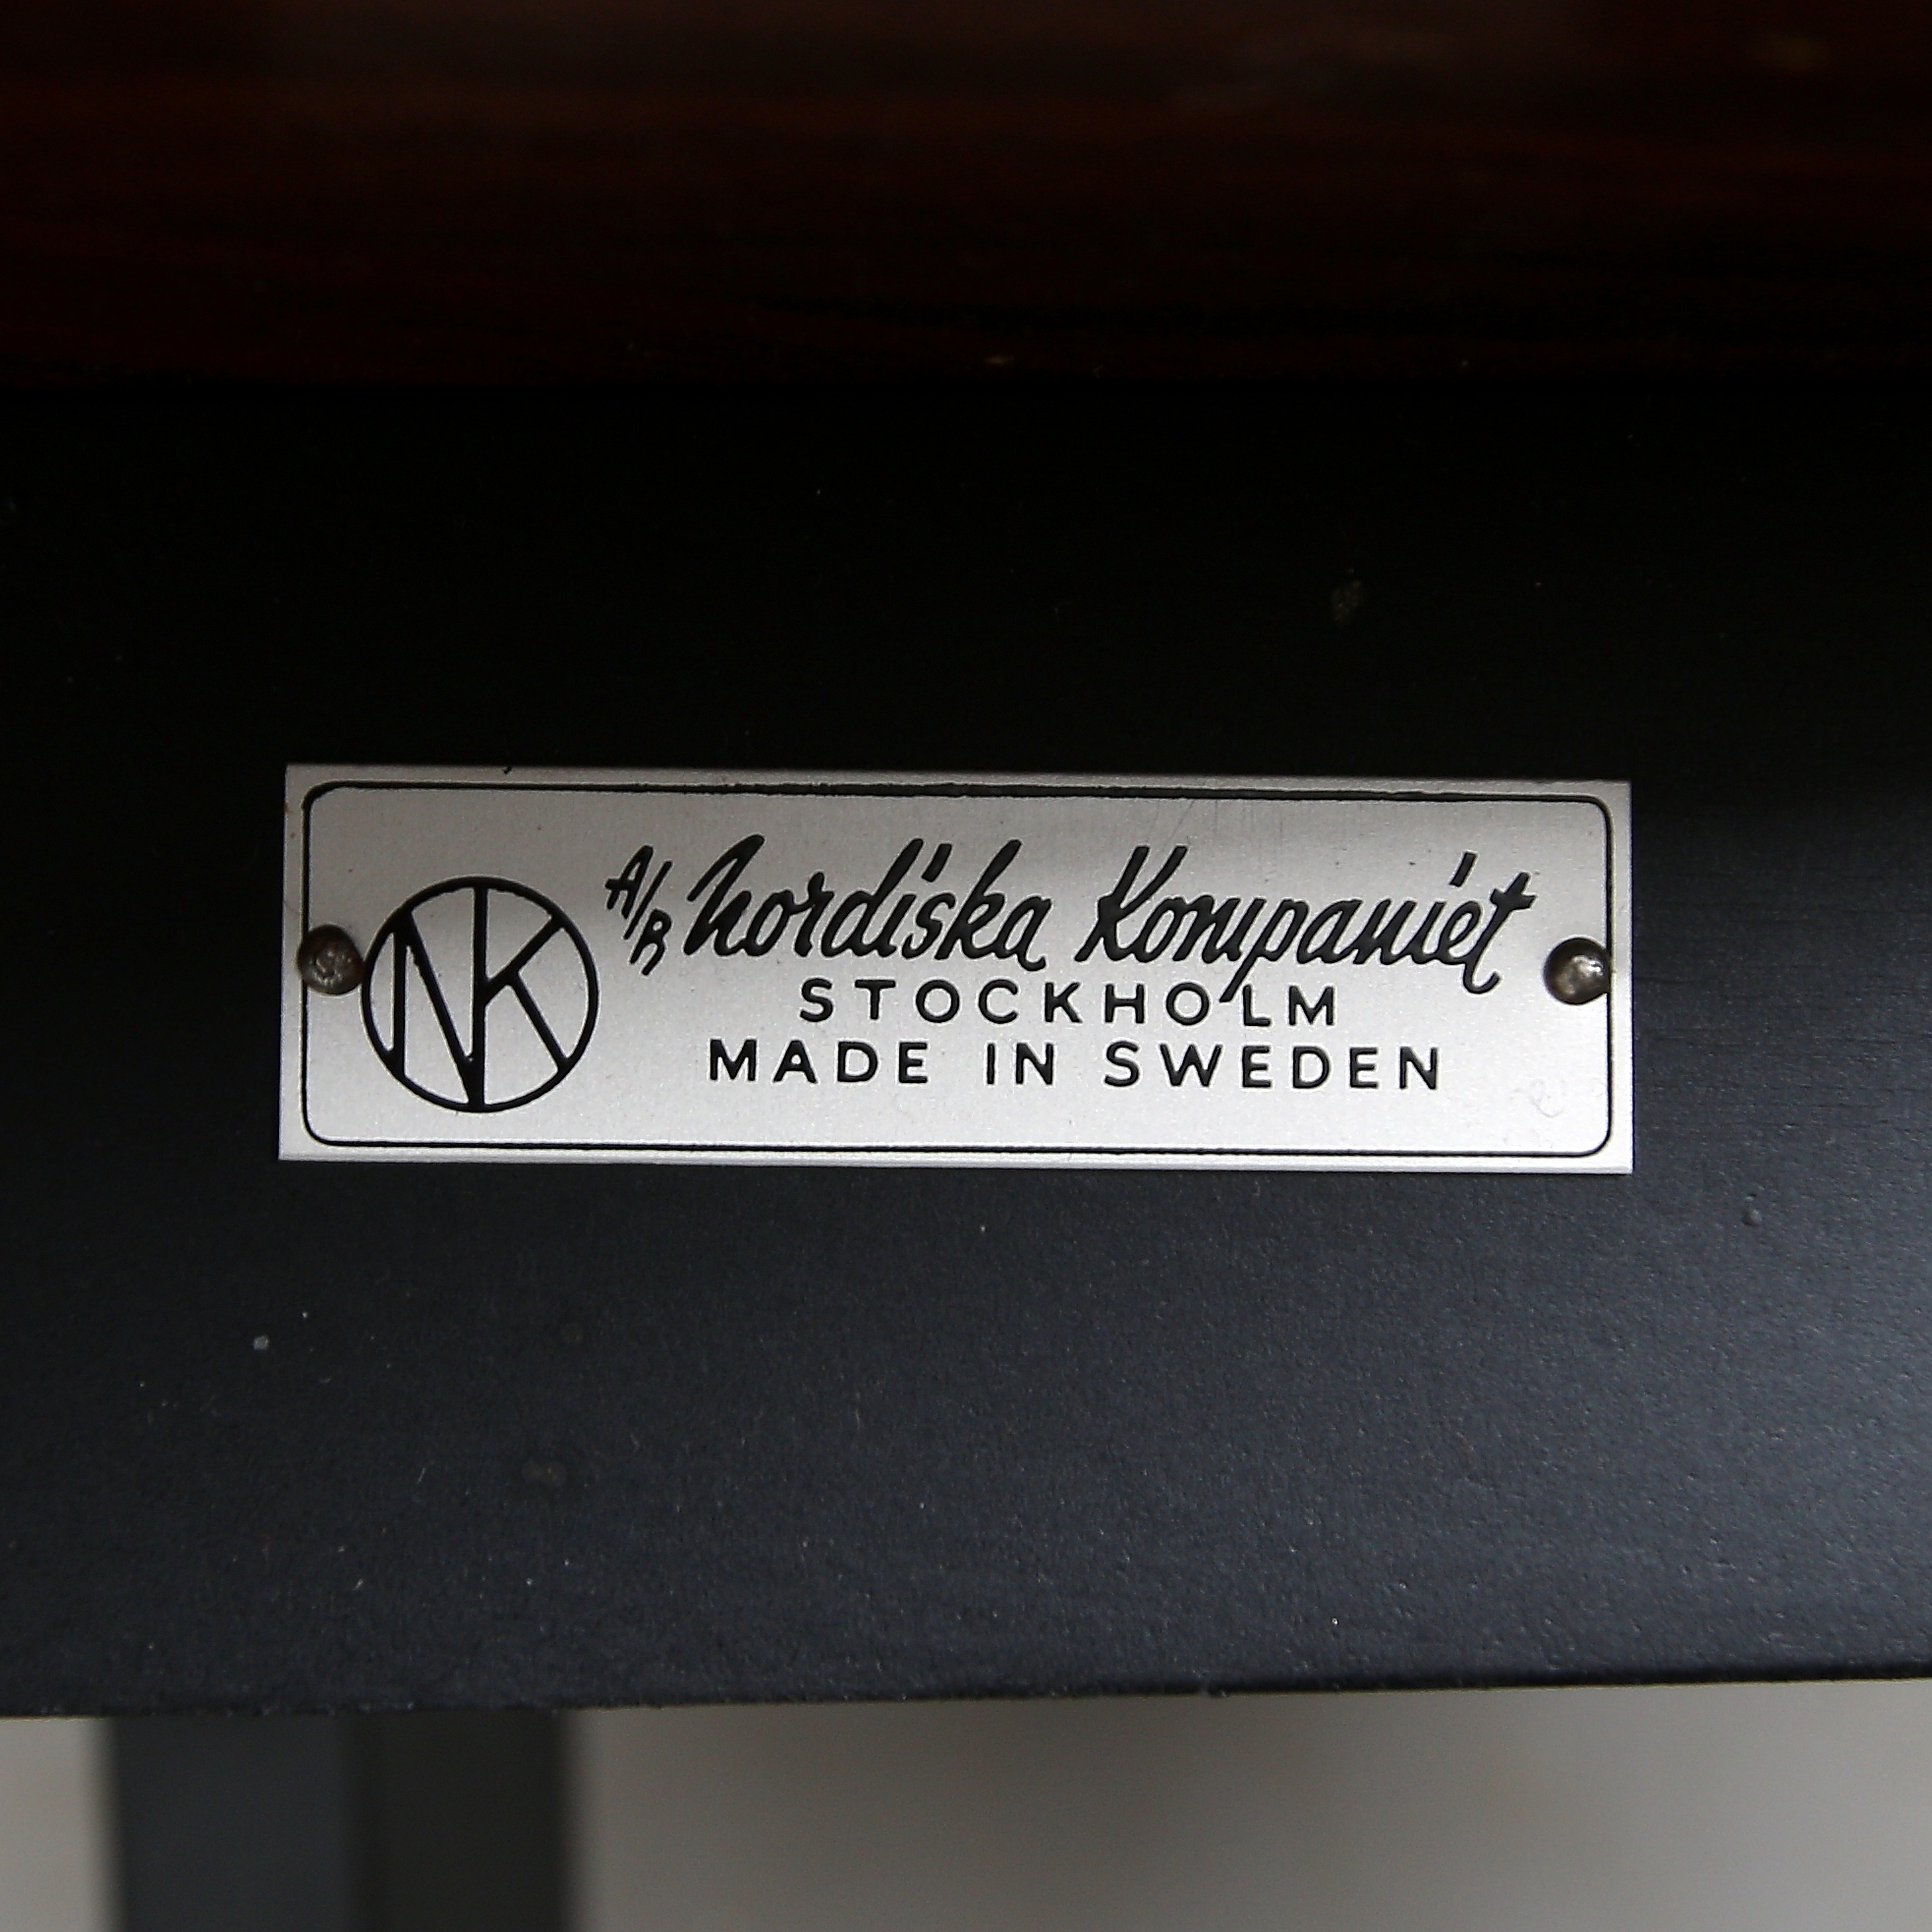 NK
A/B Nordiska Kompaniet
STOCKHOLM
MADE IN SWEDEN